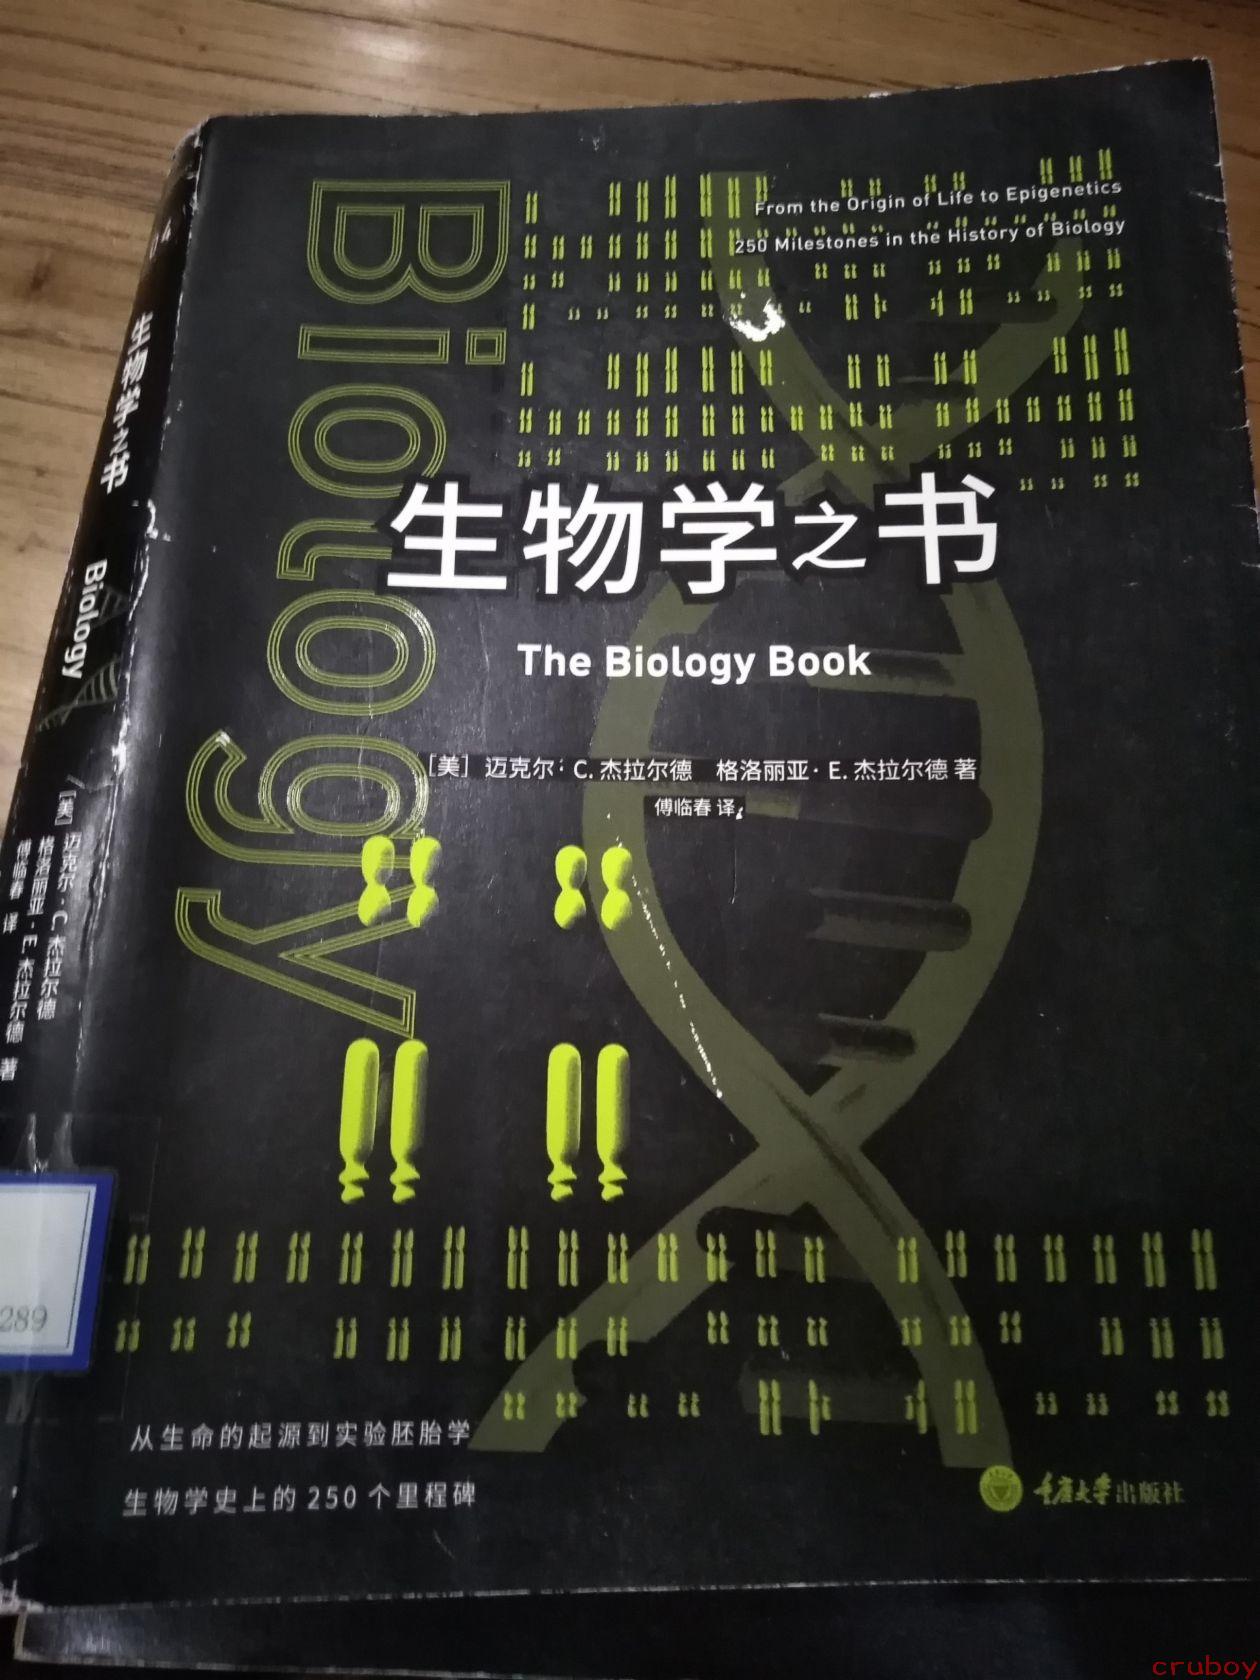 From the Origin of Life to Epigenetics
250 Milestones in the History of Biology
Biology
生物学之书
The Biology Book
[美] 迈克尔·C. 杰拉尔德 格洛丽亚·E. 杰拉尔德 著
傅临春 译
从生命的起源到实验胚胎学
生物学史上的250个里程碑
重庆大学出版社
生物学之书
Biology
[美] 迈克尔·C. 杰拉尔德
格洛丽亚·E. 杰拉尔德 著
傅临春 译
289
cruboy